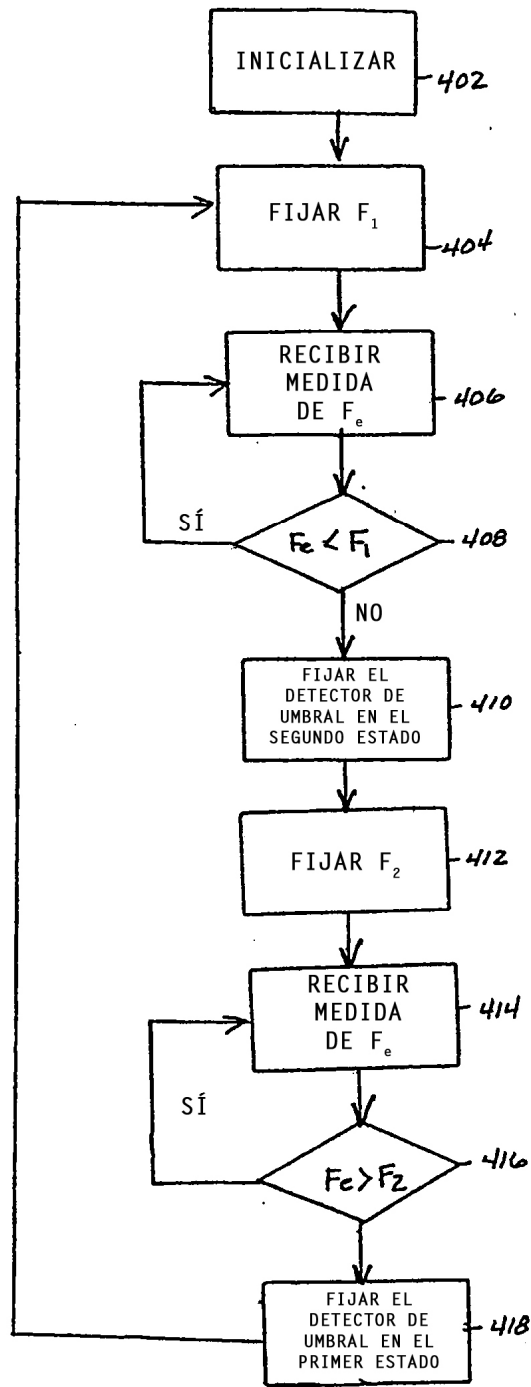 INICIALIZAR
402
FIJAR F₁
404
RECIBIR
MEDIDA
DE Fₑ
406
SÍ
Fe < F₁
408
NO
FIJAR EL
DETECTOR DE
UMBRAL EN EL
SEGUNDO ESTADO
410
FIJAR F₂
412
RECIBIR
MEDIDA
DE Fₑ
414
SÍ
Fe > F2
416
FIJAR EL
DETECTOR DE
UMBRAL EN EL
PRIMER ESTADO
418